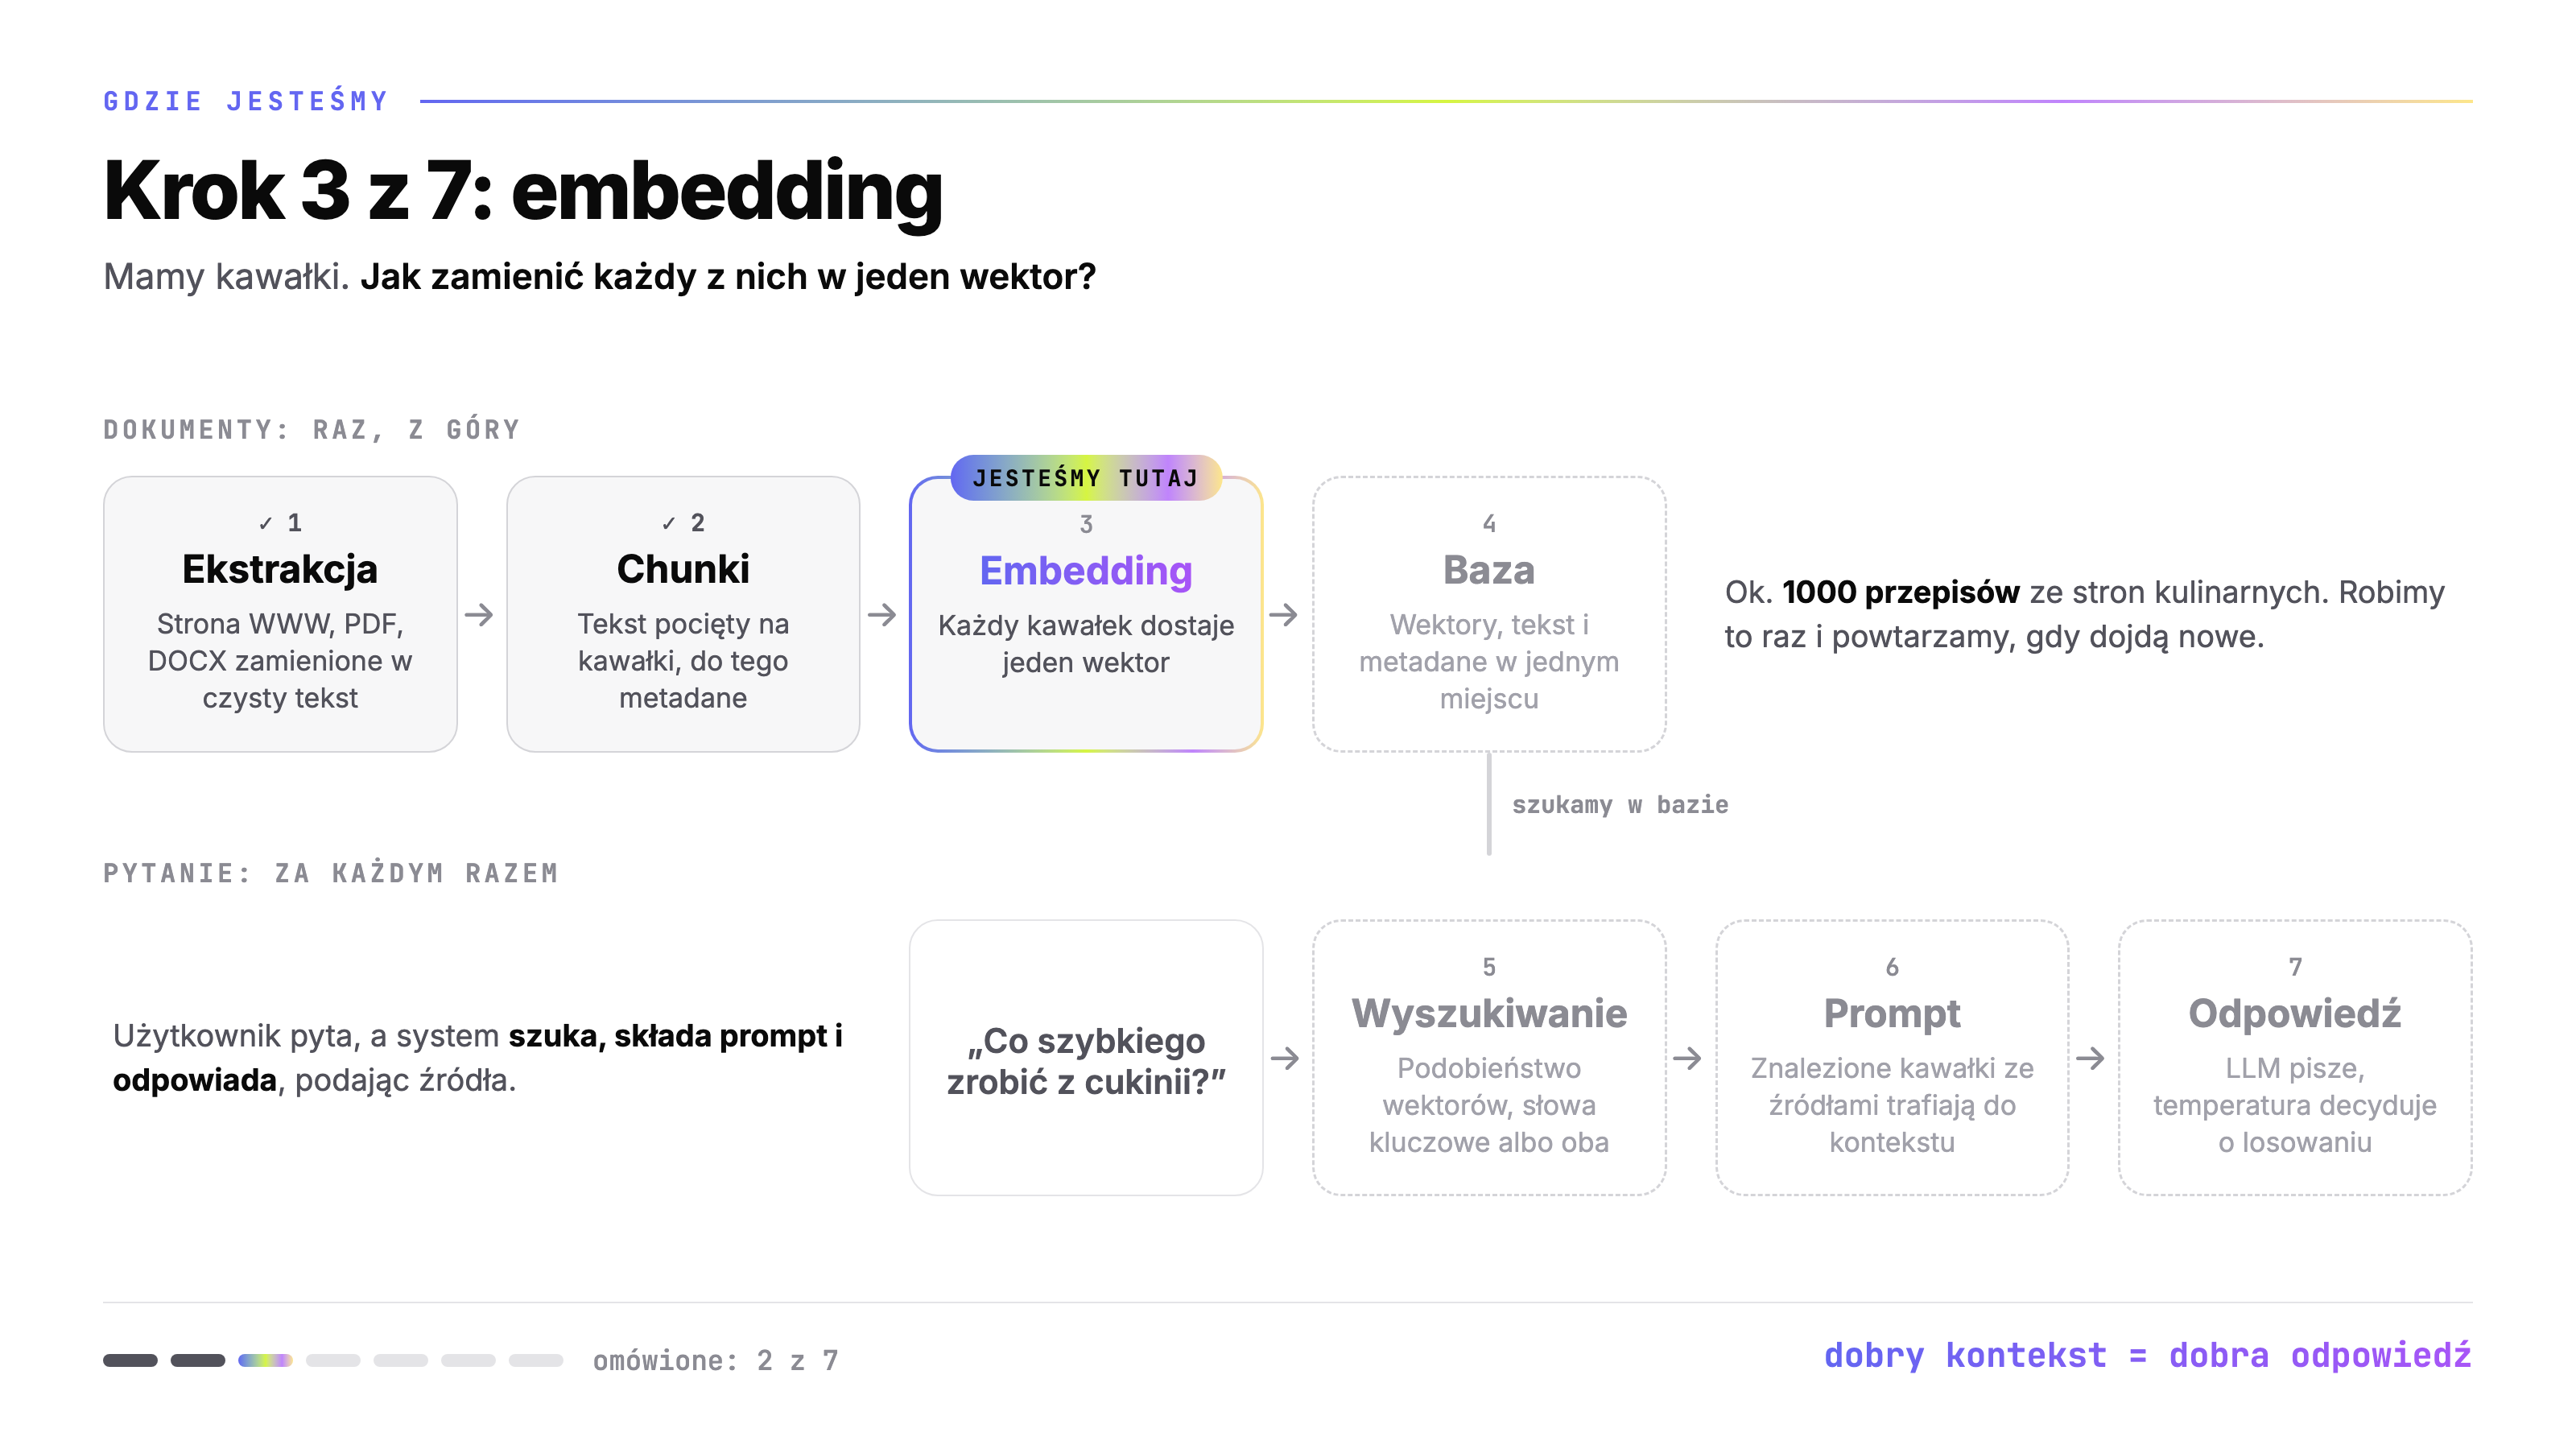 GDZIE JESTEŚMY
Krok 3 z 7: embedding
Mamy kawałki. Jak zamienić każdy z nich w jeden wektor?
DOKUMENTY: RAZ, Z GÓRY
✓ 1
Ekstrakcja
Strona WWW, PDF,
DOCX zamienione w
czysty tekst
→
✓ 2
Chunki
Tekst pocięty na
kawałki, do tego
metadane
→
JESTEŚMY TUTAJ
3
Embedding
Każdy kawałek dostaje
jeden wektor
→
4
Baza
Wektory, tekst i
metadane w jednym
miejscu
Ok. 1000 przepisów ze stron kulinarnych. Robimy
to raz i powtarzamy, gdy dojdą nowe.
szukamy w bazie
PYTANIE: ZA KAŻDYM RAZEM
Użytkownik pyta, a system szuka, składa prompt i
odpowiada, podając źródła.
„Co szybkiego
zrobić z cukinii?”
→
5
Wyszukiwanie
Podobieństwo
wektorów, słowa
kluczowe albo oba
→
6
Prompt
Znalezione kawałki ze
źródłami trafiają do
kontekstu
→
7
Odpowiedź
LLM pisze,
temperatura decyduje
o losowaniu
omówione: 2 z 7
dobry kontekst = dobra odpowiedź